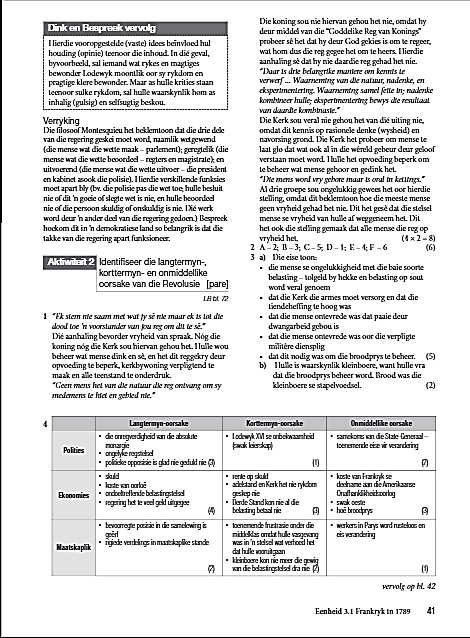 Dink en Bespreek vervolg
Hierdie vooropgestelde (vaste) idees beïnvloed hul
houding (opinie) teenoor die inhoud. In dié geval,
byvoorbeeld, sal iemand wat rykes en magtiges
bewonder Lodewyk moontlik oor sy rykdom en
pragtige klere bewonder. Maar as hulle krities staan
teenoor sulke rykdom, sal hulle waarskynlik hom as
inhalig (gulsig) en selfsugtig beskou.
Verryking
Die filosoof Montesquieu het beklemtoon dat die drie dele
van die regering geskei moet word, naamlik wetgewend
(die mense wat die wette maak – parlement); geregtelik (die
mense wat die wette beoordeel – regters en magistrate); en
uitvoerend (die mense wat die wette uitvoer – die president
en kabinet asook die polisie). Hierdie verskillende funksies
moet apart bly (bv. die polisie pas die wet toe; hulle besluit
nie of dit 'n goeie of slegte wet is nie, en hulle beoordeel
nie of die persoon skuldig of onskuldig is nie. Dié werk
word deur 'n ander deel van die regering gedoen.) Bespreek
hoekom dit in 'n demokratiese land so belangrik is dat die
takke van die regering apart funksioneer.
Aktiwiteit 2 Identifiseer die langtermyn-,
korttermyn- en onmiddellike
oorsake van die Revolusie [pare]
LB bl. 72
1 "Ek stem nie saam met wat jy sê nie maar ek is tot die
dood toe 'n voorstander van jou reg om dit te sê."
Dié aanhaling bevorder vryheid van spraak. Nóg die
koning nóg die Kerk sou hiervan gehou het. Hulle wou
beheer wat mense dink en sê, en het dit reggekry deur
opvoeding te beperk, kerkbywoning verpligtend te
maak en alle teenstand te onderdruk.
"Geen mens het van die natuur die reg ontvang om sy
medemens te hiet en gebied nie."
Die koning sou nie hiervan gehou het nie, omdat hy
deur middel van die "Goddelike Reg van Konings"
probeer sê het dat hy deur God gekies is om te regeer,
wat hom dus die reg gegee het om te heers. Hierdie
aanhaling sê dat hy nie daardie reg gehad het nie.
"Daar is drie belangrike maniere om kennis te
verwerf ... Waarneming van die natuur, nadenke, en
eksperimentering. Waarneming samel feite in; nadenke
kombineer hulle; eksperimentering bewys die resultaat
van daardie kombinasie."
Die Kerk sou veral nie gehou het van dié uiting nie,
omdat dit kennis op rasionele denke (wysheid) en
navorsing grond. Die Kerk het probeer om mense te
laat glo dat wat ook al in die wêreld gebeur deur geloof
verstaan moet word. Hulle het opvoeding beperk om
te beheer wat mense gehoor en gedink het.
"Die mens word vry gebore maar is oral in kettings."
Al drie groepe sou ongelukkig gewees het oor hierdie
stelling, omdat dit beklemtoon hoe die meeste mense
geen vryheid gehad het nie. Dit het gesê dat die stelsel
mense se vryheid van hulle af weggeneem het. Dit
het ook die stelling gemaak dat alle mense die reg op
vryheid het. (4 × 2 = 8)
2 A – 2; B – 3; C – 5; D – 1; E – 4; F – 6 (6)
3 a) Die eise toon:
• die mense se ongelukkigheid met die baie soorte
belasting – tolgeld by hekke en belasting op sout
word veral genoem
• dat die Kerk die armes moet versorg en dat die
tiendeheffing te hoog was
• dat die mense ontevrede was dat paaie deur
dwangarbeid gebou is
• dat die mense ontevrede was oor die verpligte
militêre diensplig
• dat dit nodig was om die broodprys te beheer. (5)
b) Hulle is waarskynlik kleinboere, want hulle vra
dat die broodprys beheer word. Brood was die
kleinboere se stapelvoedsel. (2)
4
Langtermyn-oorsake Korttermyn-oorsake Onmiddellike oorsake
Polities
• die onregverdigheid van die absolute
monargie
• ongelyke regstelsel
• politieke opposisie is glad nie geduld nie (3)
• Lodewyk XVI se onbekwaamheid
(swak leierskap)
(1)
• samekoms van die State-Generaal –
toenemende eise vir verandering
(2)
Ekonomies
• skuld
• koste van oorloë
• ondoeltreffende belastingstelsel
• regering het te veel geld uitgegee
(4)
• rente op skuld
• adelstand en Kerk het nie rykdom
geskep nie
• Derde Stand kon nie al die
belasting betaal nie (3)
• koste van Frankryk se
deelname aan die Amerikaanse
Onafhanklikheidsoorlog
• swak oeste
• hoë broodprys (3)
Maatskaplik
• bevoorregte posisie in die samelewing is
geërf
• rigiede verdelings in maatskaplike stande
(2)
• toenemende frustrasie onder die
middelklas omdat hulle vasgevang
was in 'n stelsel wat verhoed het
dat hulle vooruitgaan
• kleinboere kon nie meer die gewig
van die belastingstelsel dra nie (2)
• werkers in Parys word rusteloos en
eis verandering
(1)
vervolg op bl. 42
Eenheid 3.1 Frankryk in 1789 41